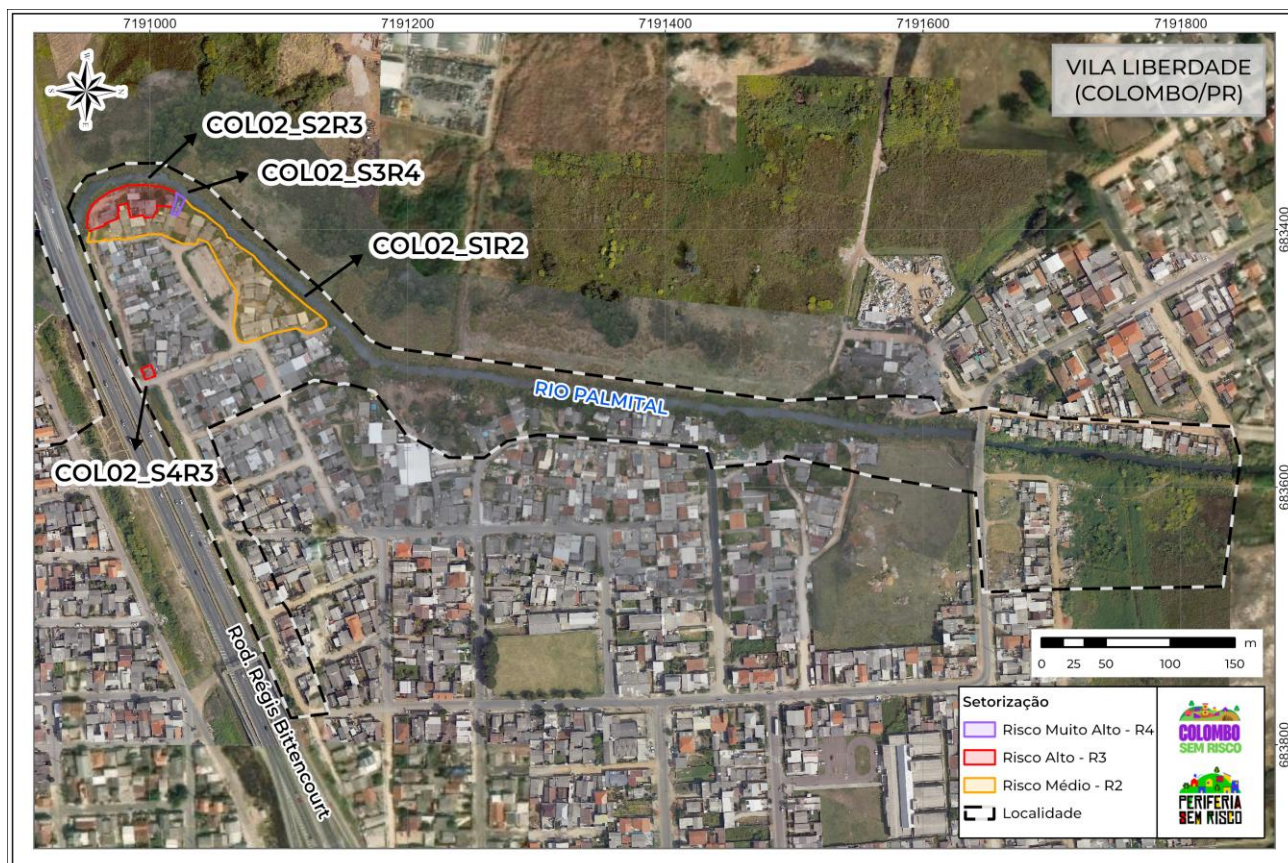 7191000 7191200 7191400 7191600 7191800
VILA LIBERDADE
(COLOMBO/PR)
COL02_S2R3
COL02_S3R4
COL02_S1R2
683400
RIO PALMITAL
COL02_S4R3
683600
Rod. Régis Bittencourt
m
0 25 50 100 150
Setorização
Risco Muito Alto - R4
Risco Alto - R3
Risco Médio - R2
Localidade
COLOMBO
SEM RISCO
PERIFERIA
SEM RISCO
683800